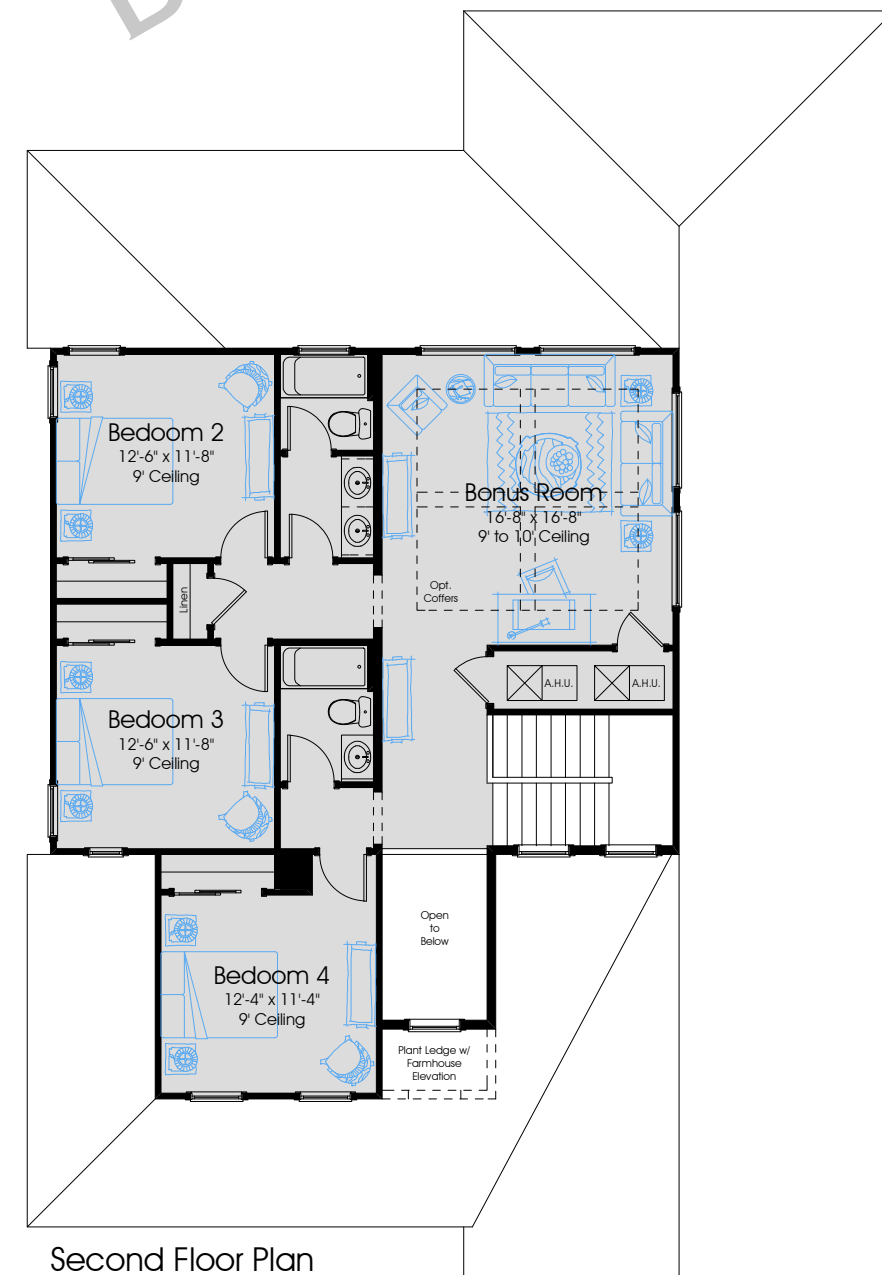 Bedoom 2
12'-6" x 11'-8"
9' Ceiling
Bonus Room
16'-8" x 16'-8"
9' to 10' Ceiling
Opt.
Coffers
Linen
A.H.U.
A.H.U.
Bedoom 3
12'-6" x 11'-8"
9' Ceiling
Open
to
Below
Bedoom 4
12'-4" x 11'-4"
9' Ceiling
Plant Ledge w/
Farmhouse
Elevation
Second Floor Plan